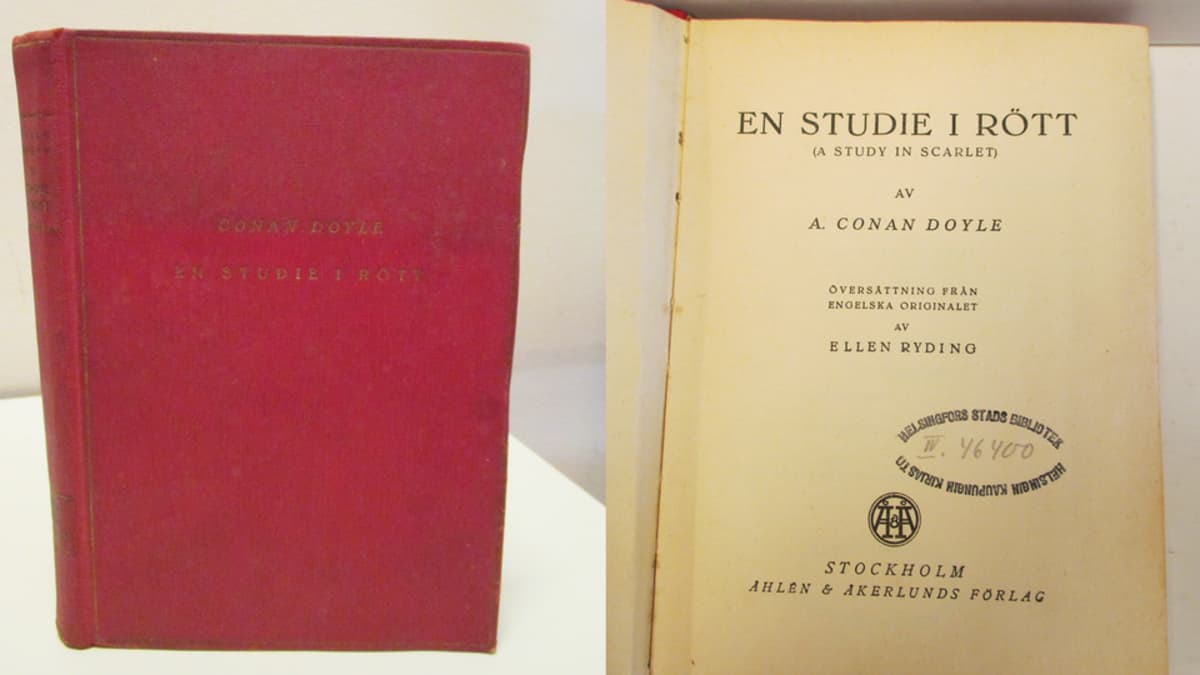 CONAN DOYLE
EN STUDIE I RÖTT
EN STUDIE I RÖTT
(A STUDY IN SCARLET)
AV
A. CONAN DOYLE
ÖVERSÄTTNING FRÅN
ENGELSKA ORIGINALET
AV
ELLEN RYDING
HELSINGFORS STADS BIBLIOTEK
IV. 46400
HELSINGIN KAUPUNGIN KIRJASTO
Å&Å
STOCKHOLM
ÅHLÉN & ÅKERLUNDS FÖRLAG